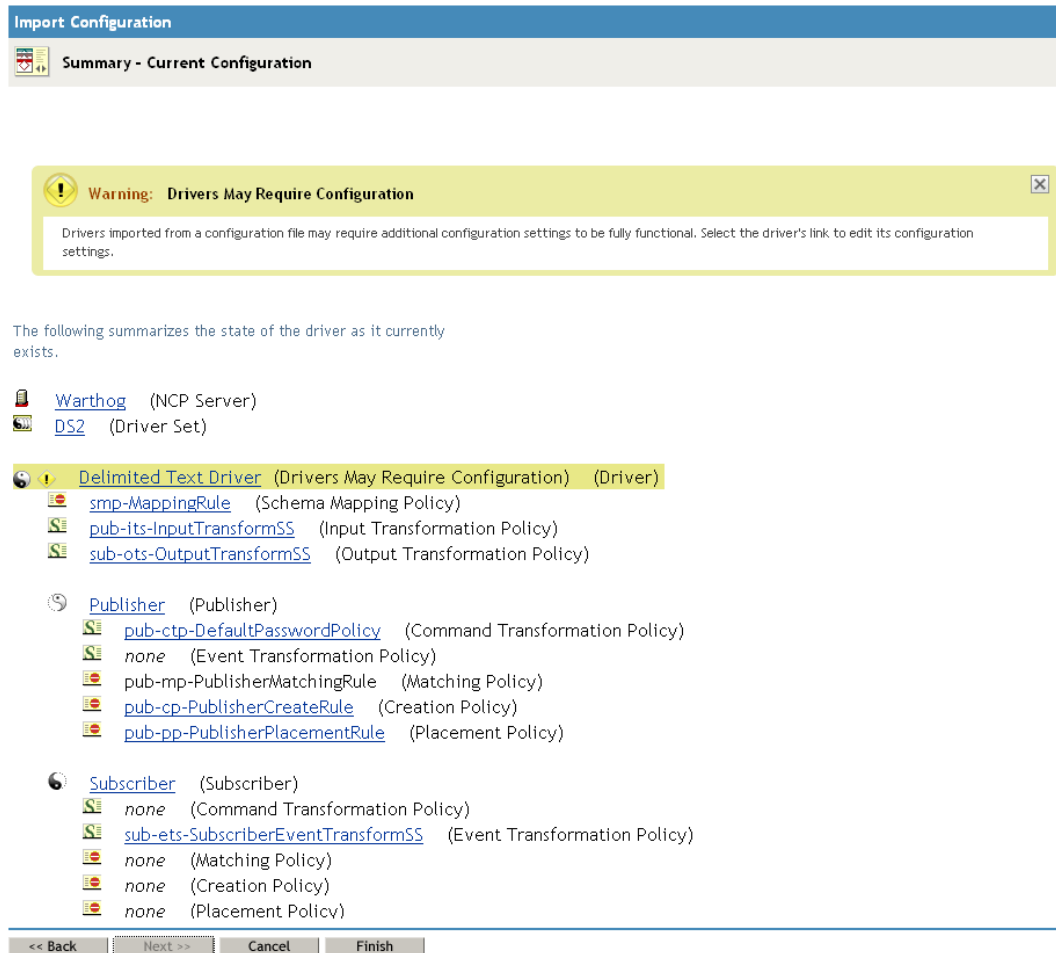 Import Configuration
Summary - Current Configuration
Warning: Drivers May Require Configuration
Drivers imported from a configuration file may require additional configuration settings to be fully functional. Select the driver's link to edit its configuration
settings.
The following summarizes the state of the driver as it currently
exists.
Warthog (NCP Server)
DS2 (Driver Set)
Delimited Text Driver (Drivers May Require Configuration) (Driver)
smp-MappingRule (Schema Mapping Policy)
pub-its-InputTransformSS (Input Transformation Policy)
sub-ots-OutputTransformSS (Output Transformation Policy)
Publisher (Publisher)
pub-ctp-DefaultPasswordPolicy (Command Transformation Policy)
none (Event Transformation Policy)
pub-mp-PublisherMatchingRule (Matching Policy)
pub-cp-PublisherCreateRule (Creation Policy)
pub-pp-PublisherPlacementRule (Placement Policy)
Subscriber (Subscriber)
none (Command Transformation Policy)
sub-ets-SubscriberEventTransformSS (Event Transformation Policy)
none (Matching Policy)
none (Creation Policy)
none (Placement Policy)
<< Back Next >> Cancel Finish